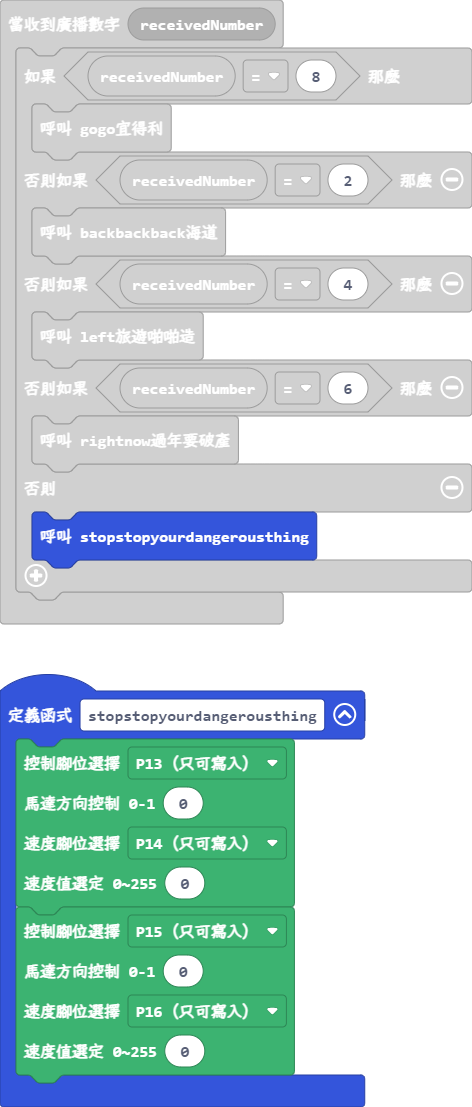 當收到廣播數字 receivedNumber
如果 receivedNumber = 8 那麼
呼叫 gogo宜得利
否則如果 receivedNumber = 2 那麼
呼叫 backbackback海道
否則如果 receivedNumber = 4 那麼
呼叫 left旅遊啪啪造
否則如果 receivedNumber = 6 那麼
呼叫 rightnow過年要破產
否則
呼叫 stopstopyourdangerousthing
定義函式 stopstopyourdangerousthing
控制腳位選擇 P13 (只可寫入)
馬達方向控制 0-1 0
速度腳位選擇 P14 (只可寫入)
速度值選定 0~255 0
控制腳位選擇 P15 (只可寫入)
馬達方向控制 0-1 0
速度腳位選擇 P16 (只可寫入)
速度值選定 0~255 0